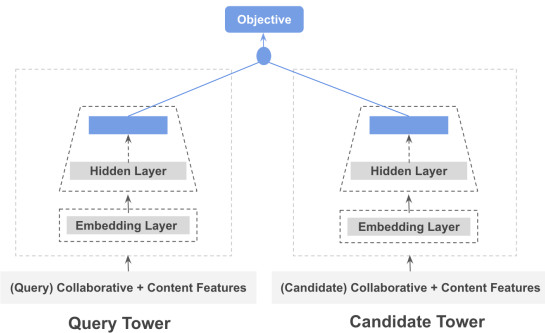 Objective
Hidden Layer
Hidden Layer
Embedding Layer
Embedding Layer
(Query) Collaborative + Content Features
(Candidate) Collaborative + Content Features
Query Tower
Candidate Tower